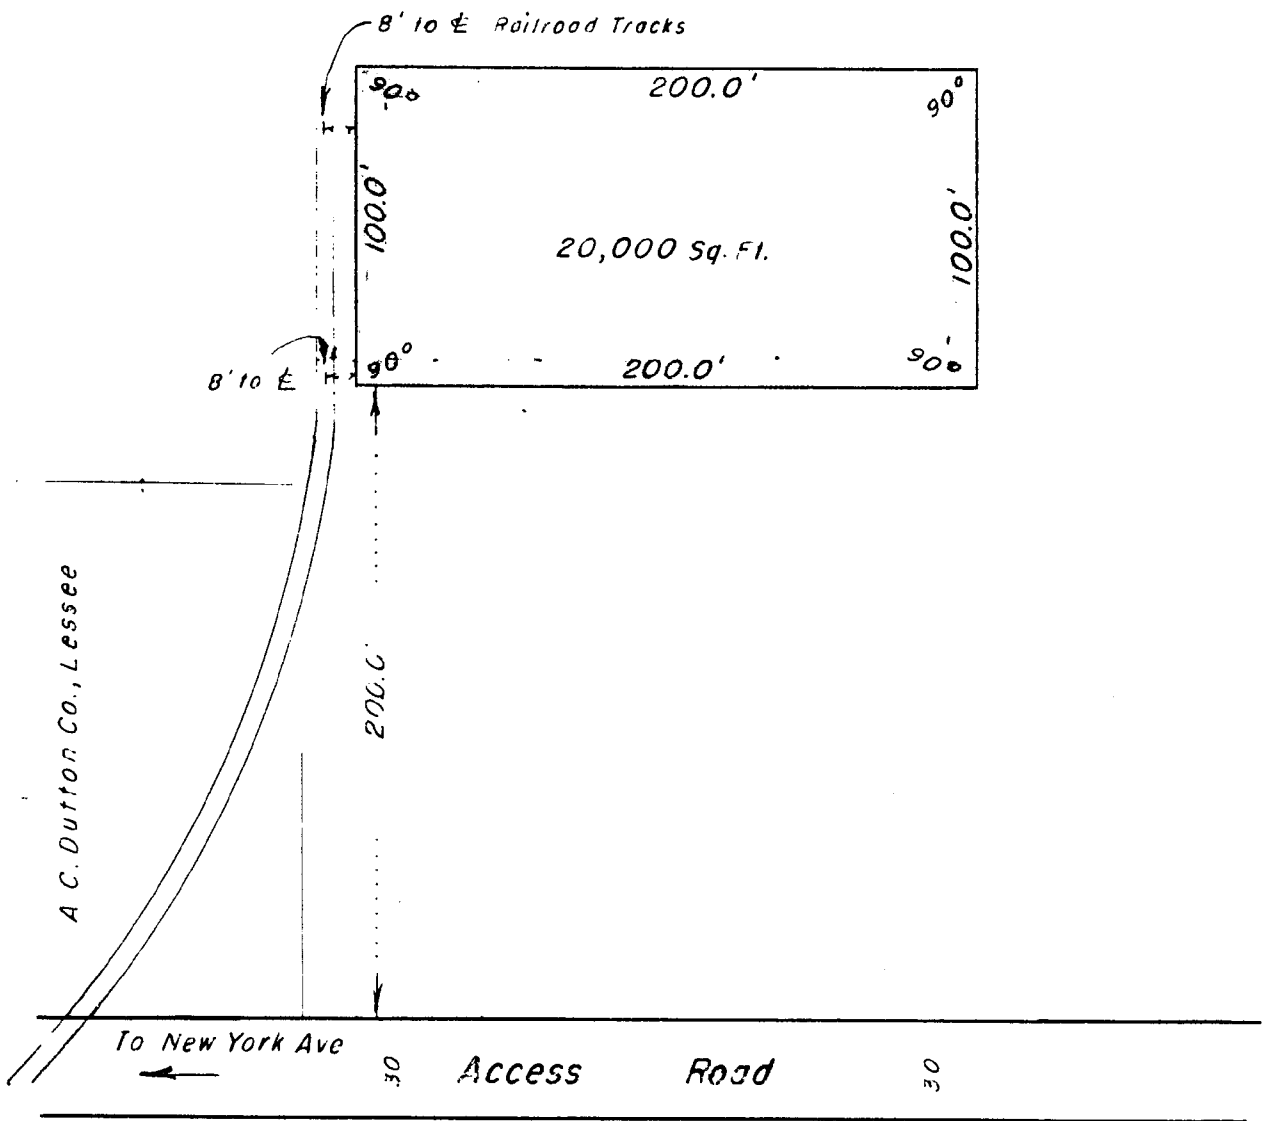 8' to ℄ Railroad Tracks
90°
200.0'
90°
100.0'
100.0'
20,000 Sq. Ft.
8' to ℄
90°
200.0'
90°
A C. Dutton Co., Lessee
200.0'
To New York Ave
30
Access Road
30